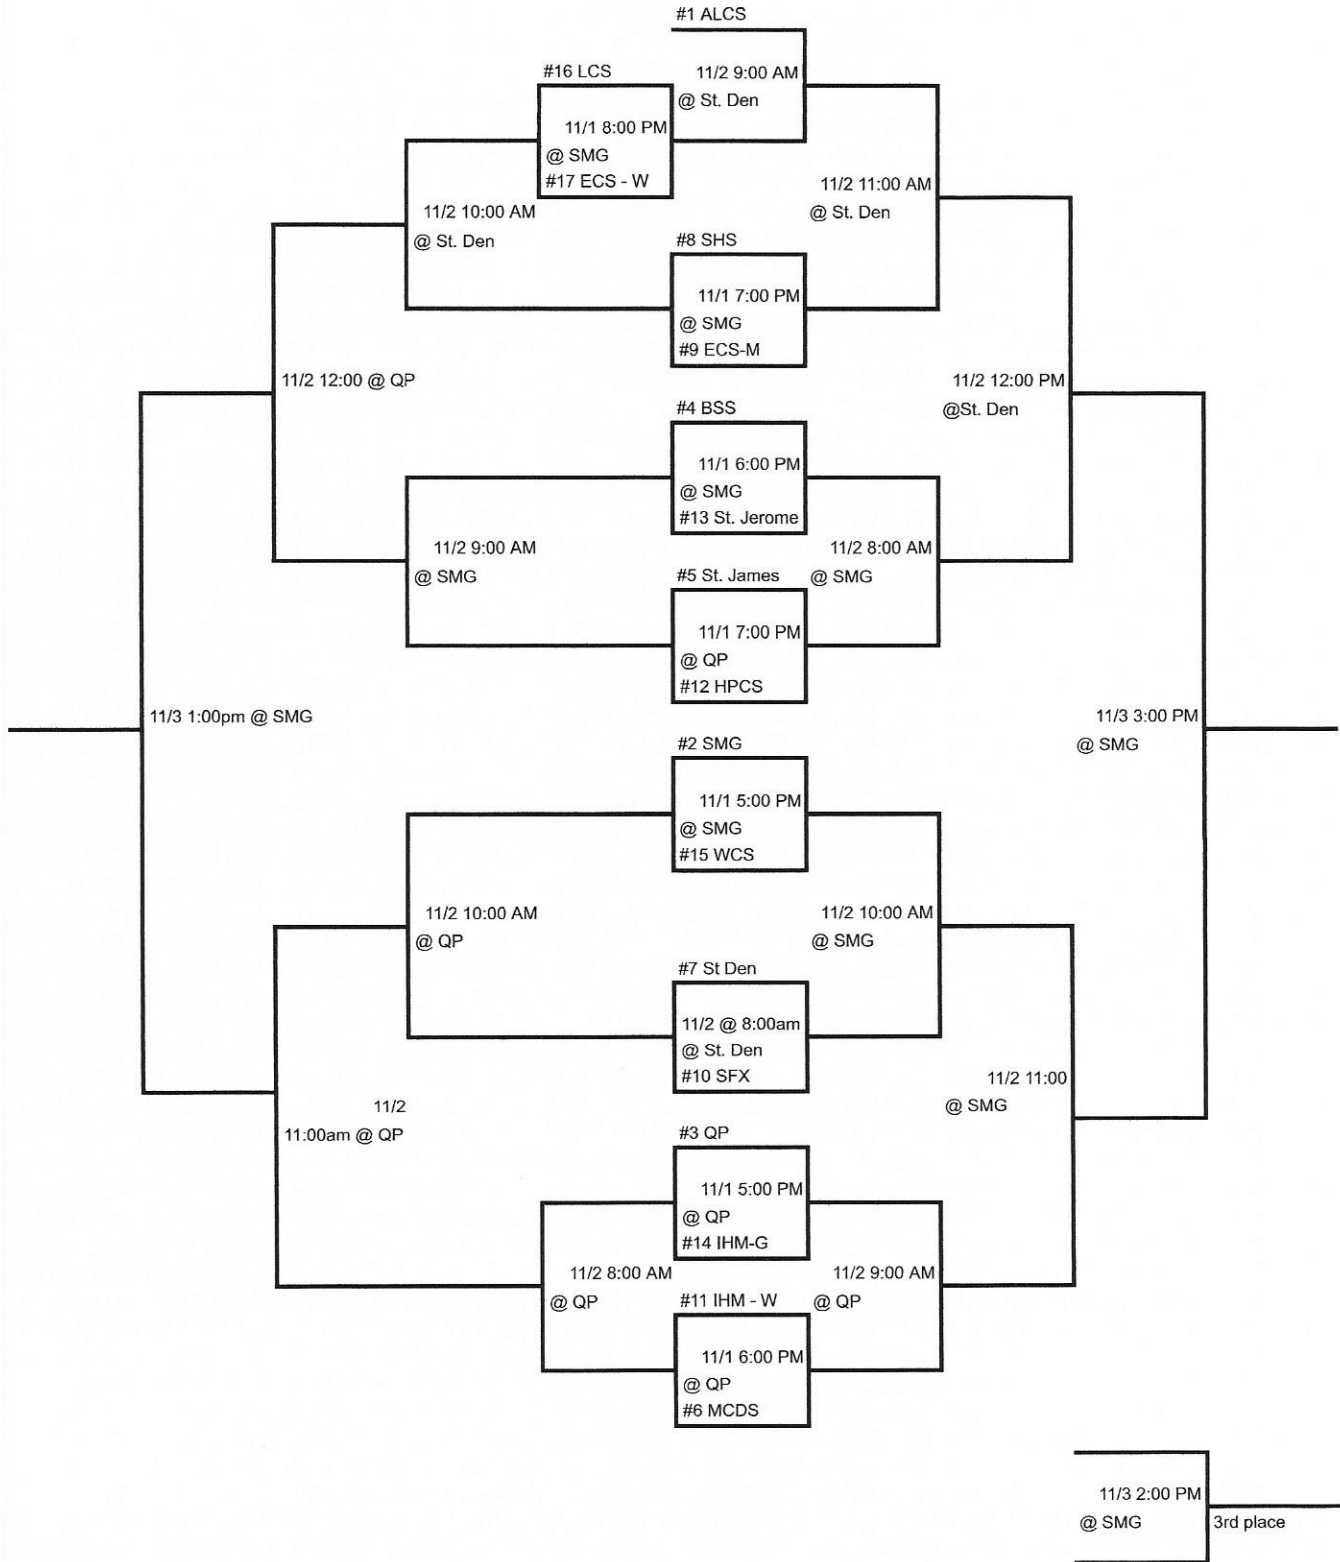 #1 ALCS
11/2 9:00 AM
@ St. Den
#16 LCS
11/1 8:00 PM
@ SMG
#17 ECS - W
11/2 11:00 AM
@ St. Den
11/2 10:00 AM
@ St. Den
#8 SHS
11/1 7:00 PM
@ SMG
#9 ECS-M
11/2 12:00 @ QP
11/2 12:00 PM
@St. Den
#4 BSS
11/1 6:00 PM
@ SMG
#13 St. Jerome
11/2 9:00 AM
@ SMG
11/2 8:00 AM
@ SMG
#5 St. James
11/1 7:00 PM
@ QP
#12 HPCS
11/3 1:00pm @ SMG
11/3 3:00 PM
@ SMG
#2 SMG
11/1 5:00 PM
@ SMG
#15 WCS
11/2 10:00 AM
@ QP
11/2 10:00 AM
@ SMG
#7 St Den
11/2 @ 8:00am
@ St. Den
#10 SFX
11/2 11:00
@ SMG
11/2
11:00am @ QP
#3 QP
11/1 5:00 PM
@ QP
#14 IHM-G
11/2 8:00 AM
@ QP
11/2 9:00 AM
@ QP
#11 IHM - W
11/1 6:00 PM
@ QP
#6 MCDS
11/3 2:00 PM
@ SMG
3rd place